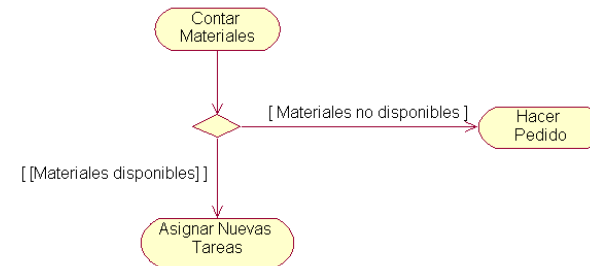 Contar
Materiales
[ Materiales no disponibles ]
Hacer
Pedido
[ [Materiales disponibles] ]
Asignar Nuevas
Tareas